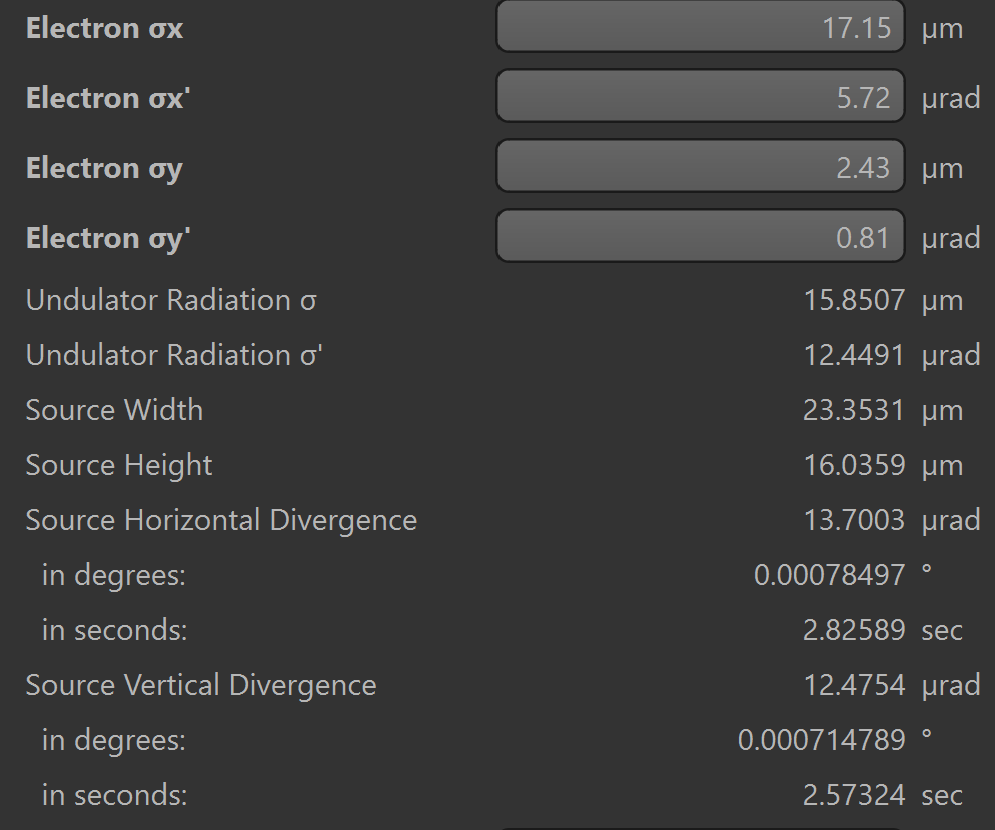 Electron σx 17.15 µm
Electron σx' 5.72 µrad
Electron σy 2.43 µm
Electron σy' 0.81 µrad
Undulator Radiation σ 15.8507 µm
Undulator Radiation σ' 12.4491 µrad
Source Width 23.3531 µm
Source Height 16.0359 µm
Source Horizontal Divergence 13.7003 µrad
in degrees: 0.00078497 °
in seconds: 2.82589 sec
Source Vertical Divergence 12.4754 µrad
in degrees: 0.000714789 °
in seconds: 2.57324 sec